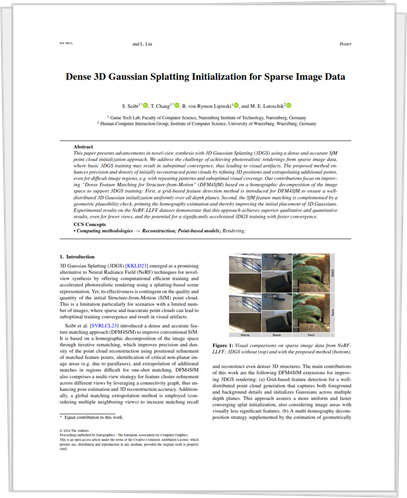 and L. Liu
Poster
Dense 3D Gaussian Splatting Initialization for Sparse Image Data
S. Seibt¹, T. Chang¹, B. von Rymon Lipinski¹, and M. E. Latoschik²
¹ Game Tech Lab, Faculty of Computer Science, Nuremberg Institute of Technology, Nuremberg, Germany
² Human-Computer Interaction Group, Institute of Computer Science, University of Wuerzburg, Wuerzburg, Germany
Abstract
This paper presents advancements in novel-view synthesis with 3D Gaussian Splatting (3DGS) using a dense and accurate SfM
point cloud initialization approach. We address the challenge of achieving photorealistic renderings from sparse image data,
where basic 3DGS training may result in suboptimal convergence, thus leading to visual artifacts. The proposed method en-
hances precision and density of initially reconstructed point clouds by refining 3D positions and extrapolating additional points,
even for difficult image regions, e.g. with repeating patterns and suboptimal visual coverage. Our contributions focus on improv-
ing "Dense Feature Matching for Structure-from-Motion" (DFM4SfM) based on a homographic decomposition of the image
space to support 3DGS training: First, a grid-based feature detection method is introduced for DFM4SfM to ensure a well-
distributed 3D Gaussian initialization uniformly over all depth planes. Second, the SfM feature matching is complemented by a
geometric plausibility check, priming the homography estimation and thereby improving the initial placement of 3D Gaussians.
Experimental results on the NeRF-LLFF dataset demonstrate that this approach achieves superior qualitative and quantitative
results, even for fewer views, and the potential for a significantly accelerated 3DGS training with faster convergence.
CCS Concepts
• Computing methodologies → Reconstruction; Point-based models; Rendering;
1. Introduction
3D Gaussian Splatting (3DGS) [KKLD23] emerged as a promising
alternative to Neural Radiance Field (NeRF) techniques for novel-
view synthesis by offering computational efficient training and
accelerated photorealistic rendering using a splatting-based scene
representation. Yet, its effectiveness is contingent on the quality and
quantity of the initial Structure-from-Motion (SfM) point cloud.
This is a limitation particularly for scenarios with a limited number
of images, where sparse and inaccurate point clouds can lead to
suboptimal training convergence and result in visual artifacts.
Seibt et al. [SVRLCL23] introduced a dense and accurate fea-
ture matching approach (DFM4SfM) to improve conventional SfM:
It is based on a homographic decomposition of the image space
through iterative rematching, which improves precision and den-
sity of the point cloud reconstruction using positional refinement
of matched feature points, identification of critical non-planar im-
age areas (e.g. due to parallaxes), and extrapolation of additional
matches in regions difficult for one-shot matching. DFM4SfM
also comprises a multi-view strategy for feature cluster refinement
across different views by leveraging a connectivity graph, thus en-
hancing pose estimation and 3D reconstruction accuracy. Addition-
ally, a global matching extrapolation method is employed (con-
sidering multiple neighboring views) to increase matching recall
* Equal contribution to this work.
© 2024 The Authors.
Proceedings published by Eurographics - The European Association for Computer Graphics.
This is an open access article under the terms of the Creative Commons Attribution License, which
permits use, distribution and reproduction in any medium, provided the original work is properly
cited.
Figure 1: Visual comparisons on sparse image data from NeRF-
LLFF: 3DGS without (top) and with the proposed method (bottom).
and reconstruct even denser 3D structures. The main contributions
of this work are the following DFM4SfM extensions for improv-
ing 3DGS rendering: (a) Grid-based feature detection for a well-
distributed point cloud generation that captures both foreground
and background details and initializes Gaussians across multiple
depth planes. This approach assures a more uniform and faster
converging splat initialization, also considering image areas with
visually less significant features. (b) A multi-homography decom-
position strategy supplemented by the estimation of geometrically